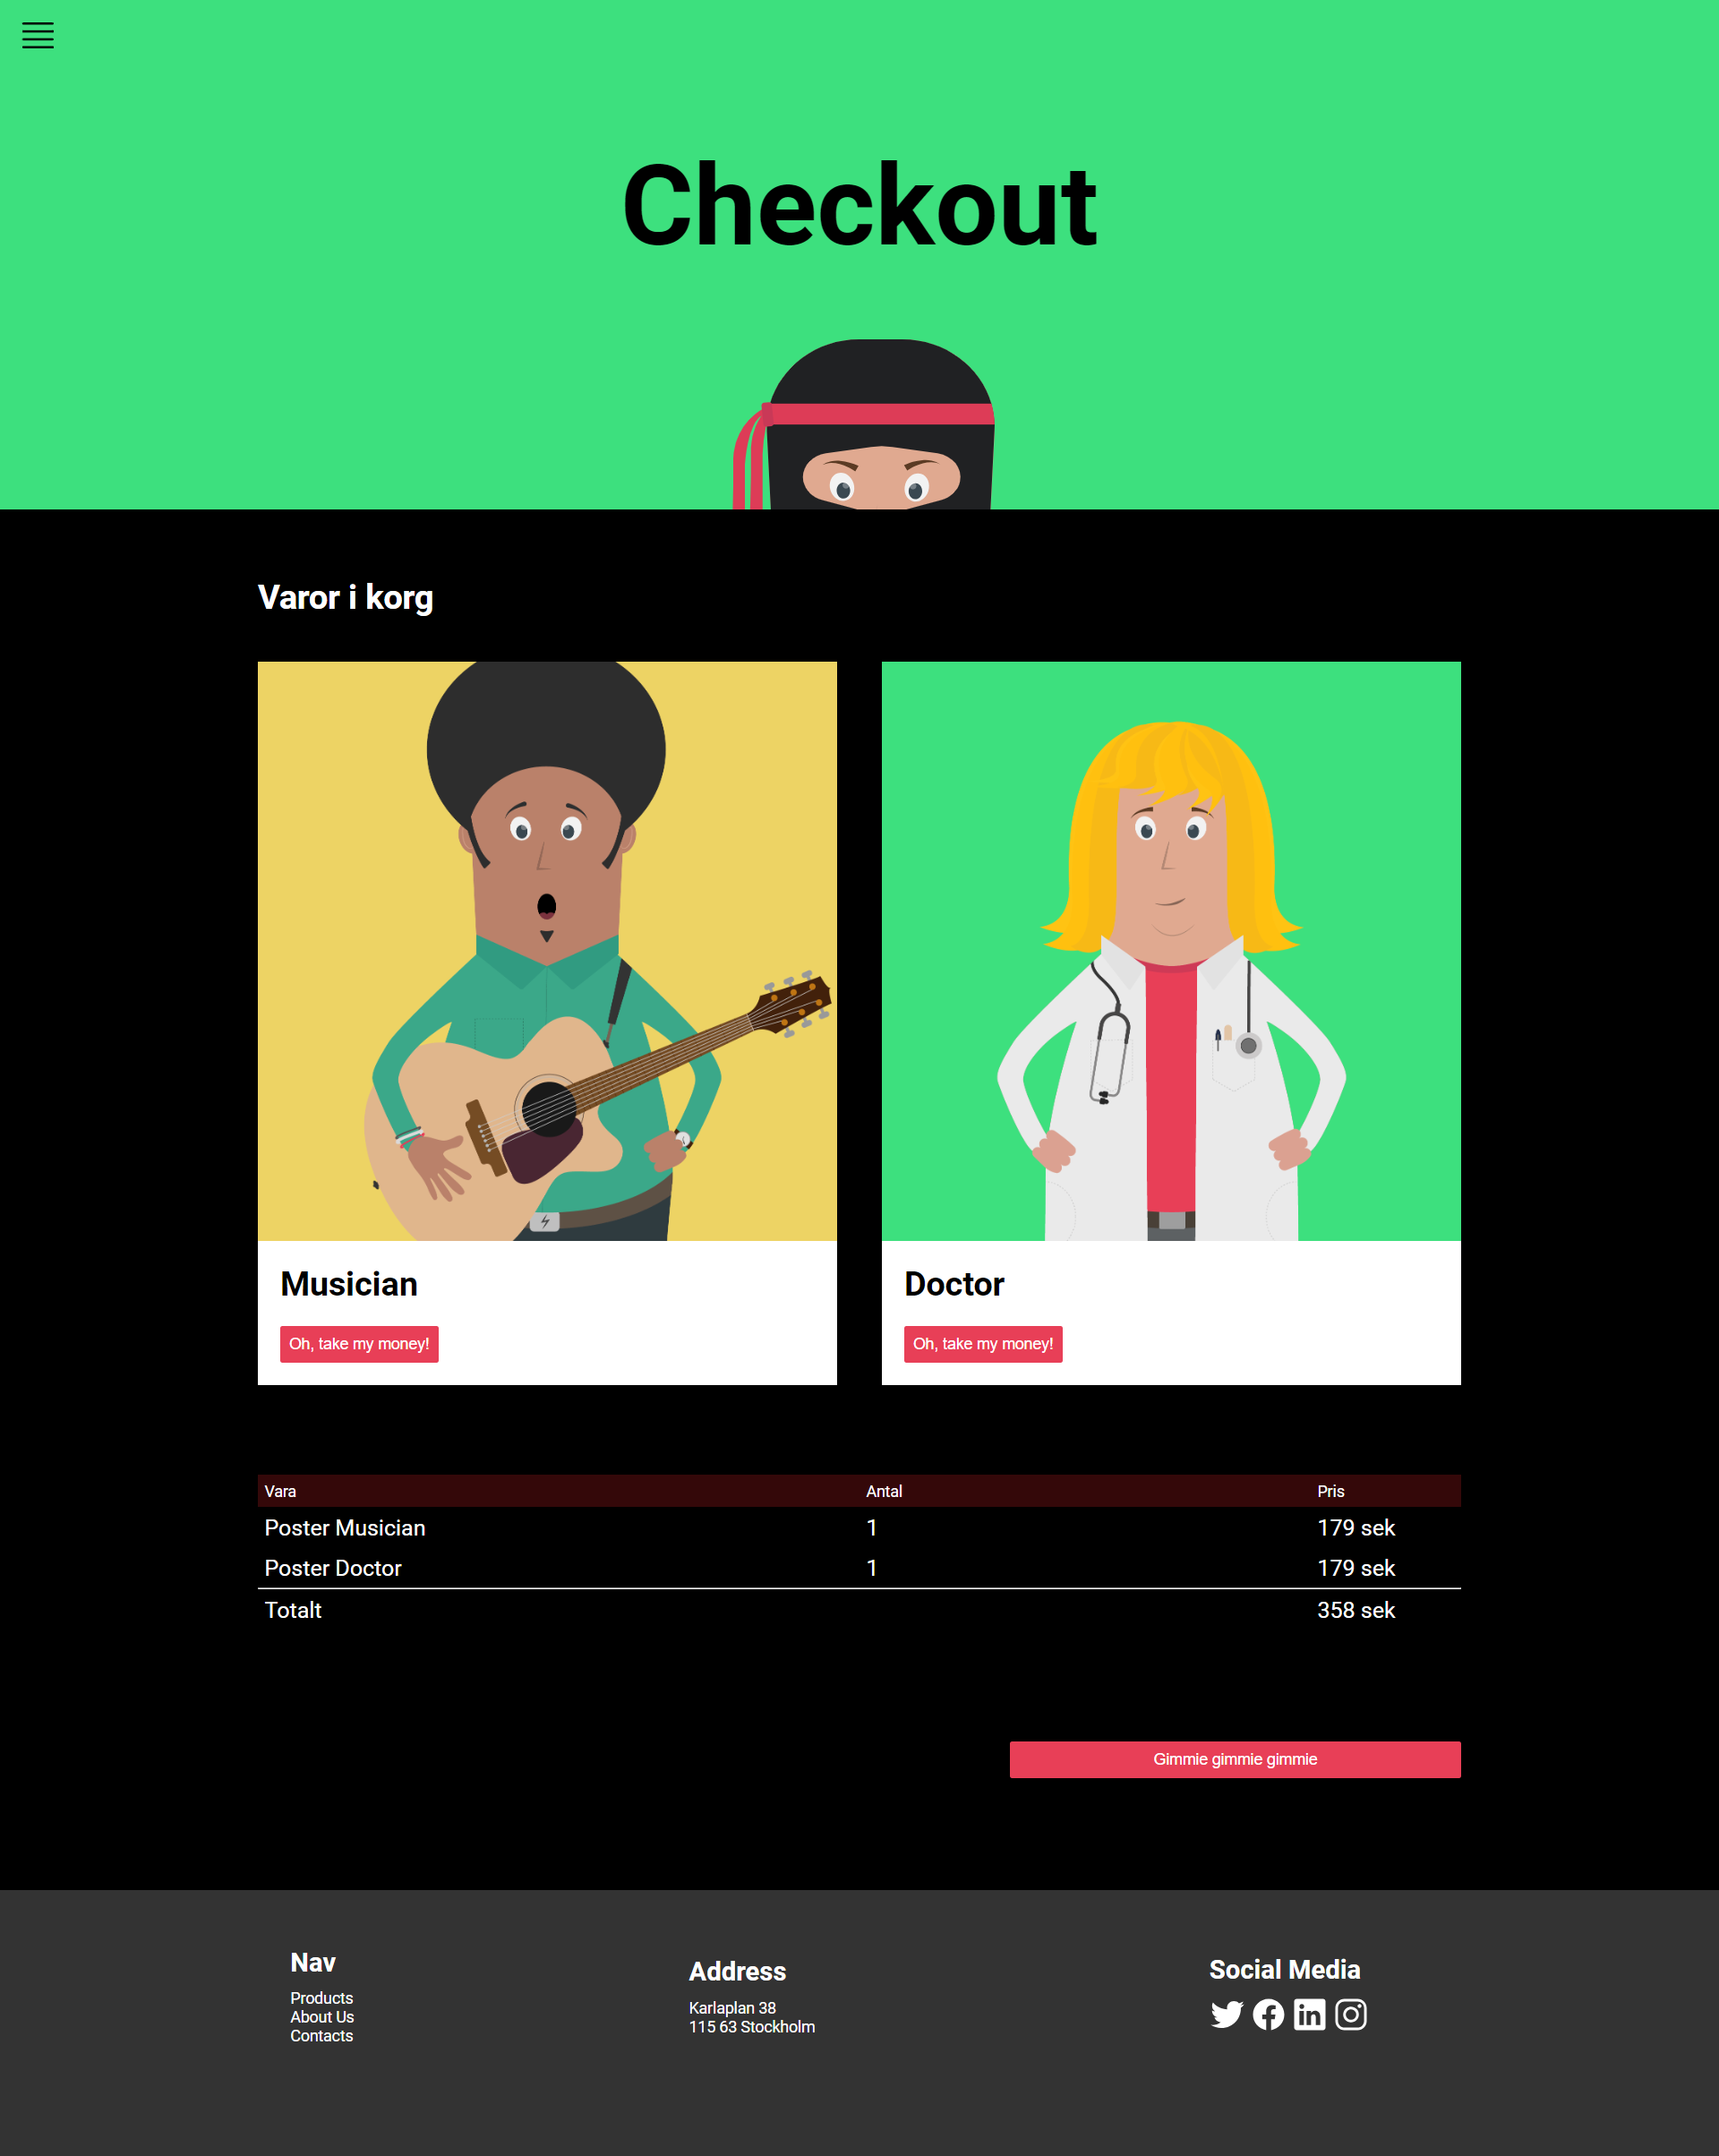 Checkout
Varor i korg
Musician
Oh, take my money!
Doctor
Oh, take my money!
Vara Antal Pris
Poster Musician 1 179 sek
Poster Doctor 1 179 sek
Totalt 358 sek
Gimmie gimmie gimmie
Nav
Products
About Us
Contacts
Address
Karlaplan 38
115 63 Stockholm
Social Media